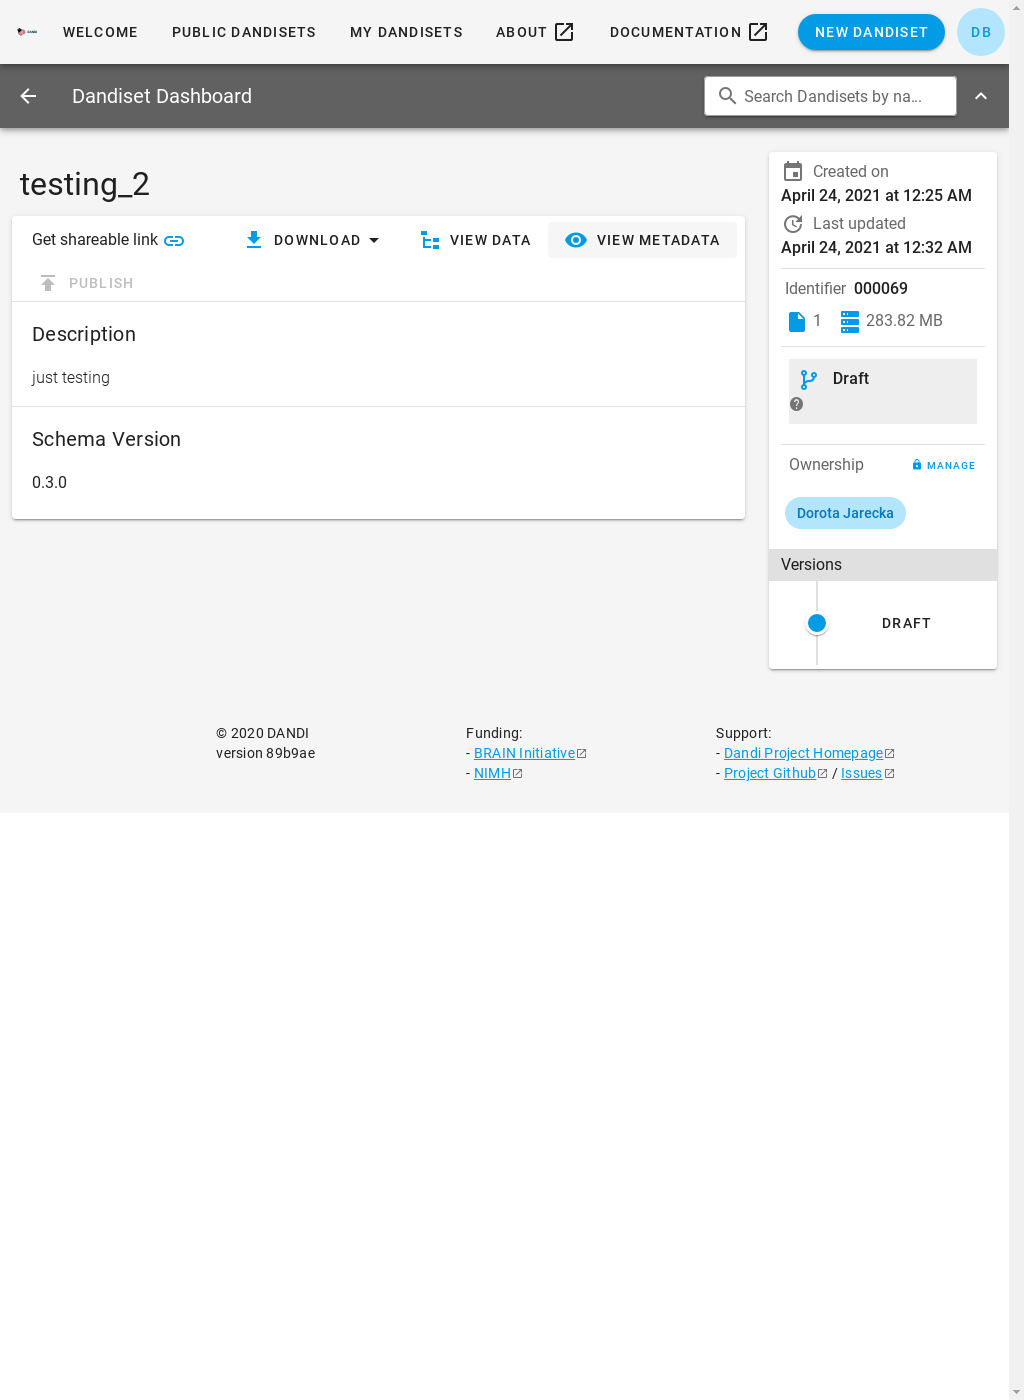 WELCOME PUBLIC DANDISETS MY DANDISETS ABOUT DOCUMENTATION NEW DANDISET DB
Dandiset Dashboard Search Dandisets by na...
testing_2
Get shareable link DOWNLOAD VIEW DATA VIEW METADATA
PUBLISH
Description
just testing
Schema Version
0.3.0
Created on
April 24, 2021 at 12:25 AM
Last updated
April 24, 2021 at 12:32 AM
Identifier 000069
1 283.82 MB
Draft
Ownership MANAGE
Dorota Jarecka
Versions
DRAFT
© 2020 DANDI
version 89b9ae
Funding:
- BRAIN Initiative
- NIMH
Support:
- Dandi Project Homepage
- Project Github / Issues